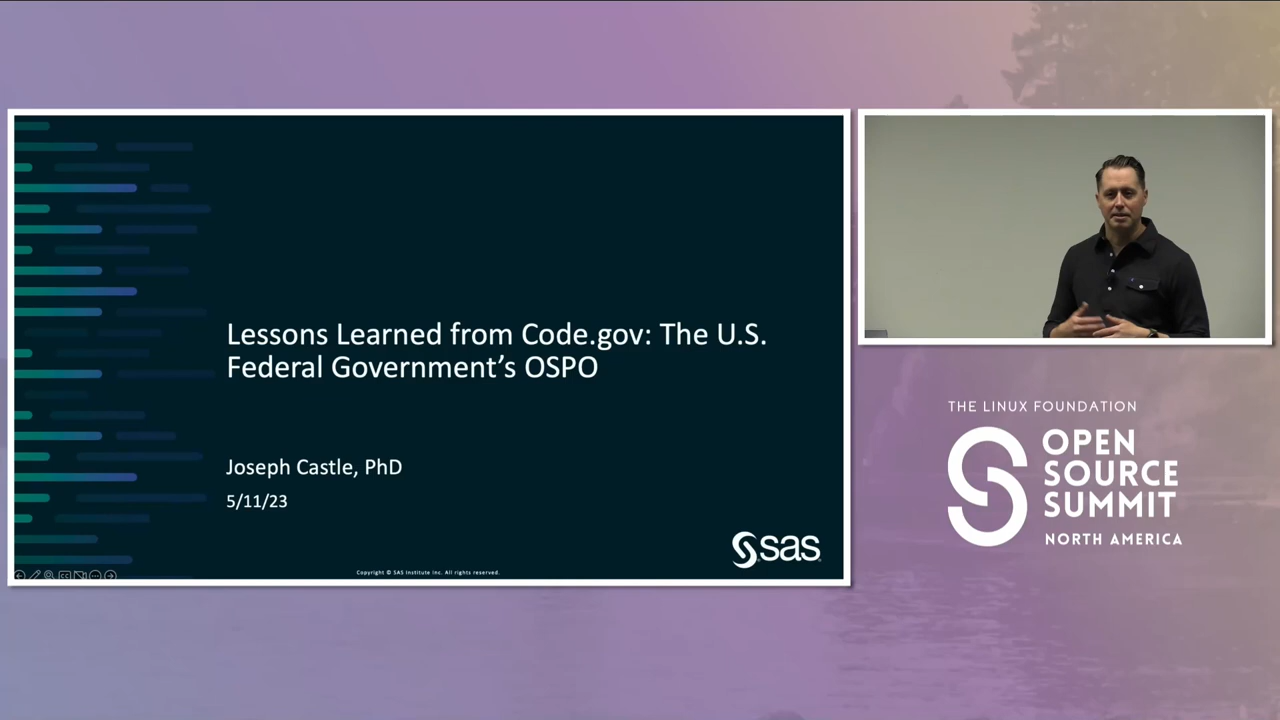 Lessons Learned from Code.gov: The U.S.
Federal Government's OSPO
Joseph Castle, PhD
5/11/23
sas
Copyright © SAS Institute Inc. All rights reserved.
THE LINUX FOUNDATION
OPEN
SOURCE
SUMMIT
NORTH AMERICA